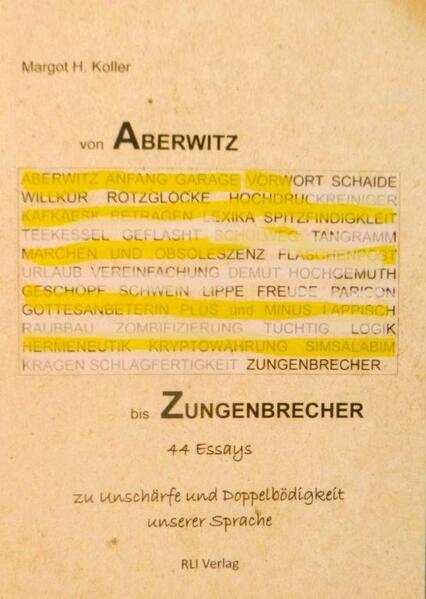 Margot H. Koller
von ABERWITZ
ABERWITZ ANFANG GARAGE VORWORT SCHAIDE
WILLKÜR ROTZGLOCKE HOCHDRUCKREINIGER
KAFKAESK BETRAGEN LEXIKA SPITZFINDIGKEIT
TEEKESSEL GEFLASHT SCHULWEG TANGRAMM
MÄRCHEN UND OBSOLESZENZ FLASCHENPOST
URLAUB VEREINFACHUNG DEMUT HOCHGEMUTH
GESCHÖPF SCHWEIN LIPPE FREUDE PARICON
GOTTESANBETERIN PLUS und MINUS LÄPPISCH
RAUBBAU ZOMBIFIZIERUNG TÜCHTIG LOGIK
HERMENEUTIK KRYPTOWÄHRUNG SIMSALABIM
KRAGEN SCHLAGFERTIGKEIT ZUNGENBRECHER
bis ZUNGENBRECHER
44 Essays
zu Unschärfe und Doppelbödigkeit
unserer Sprache
RLI Verlag